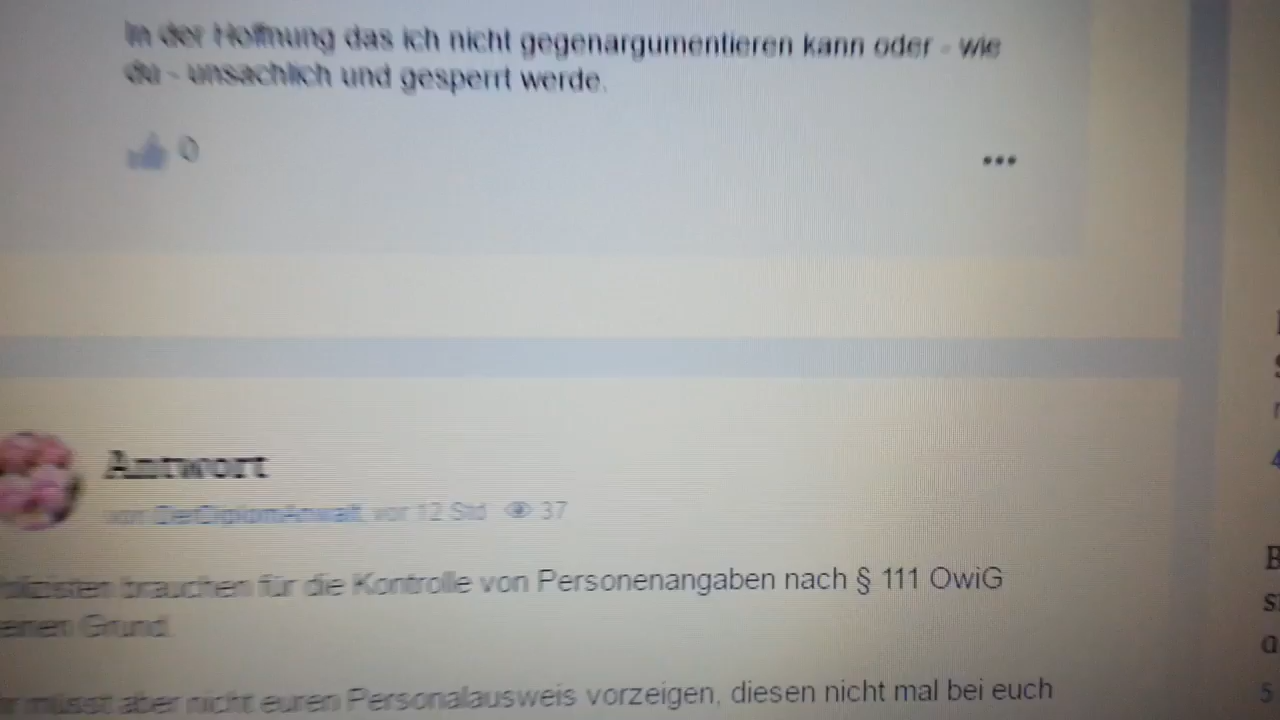 In der Hoffnung das ich nicht gegenargumentieren kann oder - wie
du - unsachlich und gesperrt werde.
0
Antwort
von DerDiplomAnwalt vor 12 Std 37
brauchen für die Kontrolle von Personenangaben nach § 111 OwiG
Grund.
müsst aber nicht euren Personalausweis vorzeigen, diesen nicht mal bei euch